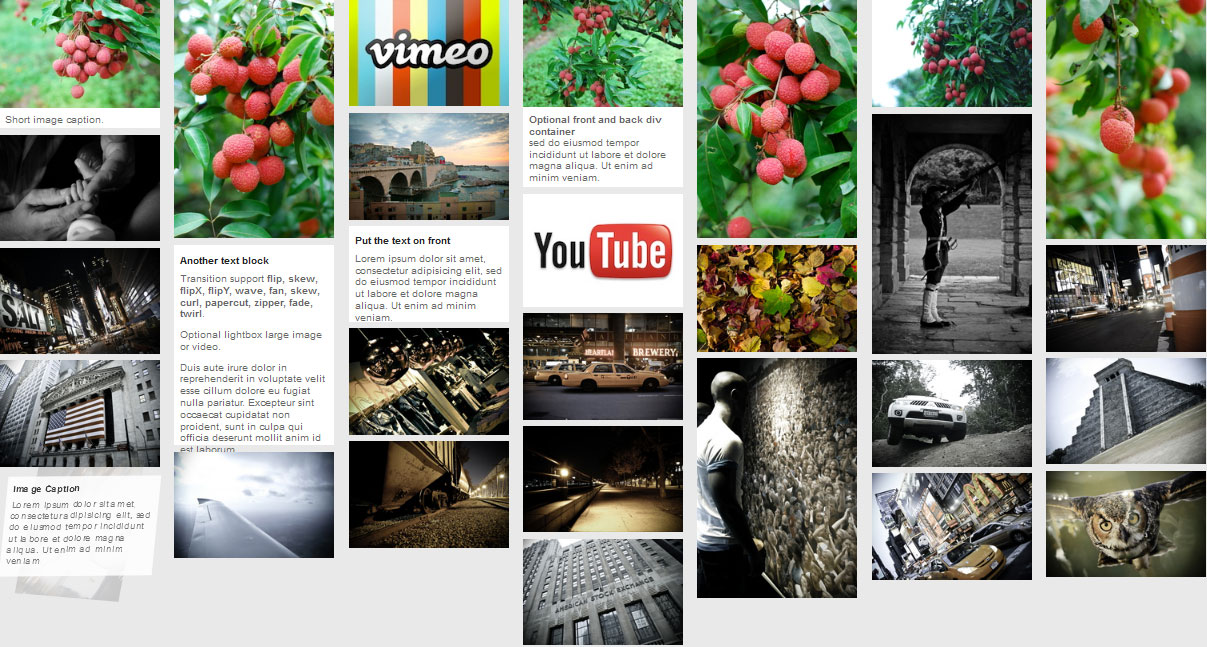 Short image caption.
Image Caption
Lorem ipsum dolor sit amet,
consectetura dipisicing elit, sed
do eiusmod tempor incididunt
ut labore et dolore magna
aliqua. Ut enim ad minim
veniam
Another text block
Transition support flip, skew,
flipX, flipY, wave, fan, skew,
curl, papercut, zipper, fade,
twirl.
Optional lightbox large image
or video.
Duis aute irure dolor in
reprehenderit in voluptate velit
esse cillum dolore eu fugiat
nulla pariatur. Excepteur sint
occaecat cupidatat non
proident, sunt in culpa qui
officia deserunt mollit anim id
est laborum
vimeo
Put the text on front
Lorem ipsum dolor sit amet,
consectetur adipisicing elit, sed
do eiusmod tempor incididunt
ut labore et dolore magna
aliqua. Ut enim ad minim
veniam.
Optional front and back div
container
sed do eiusmod tempor
incididunt ut labore et dolore
magna aliqua. Ut enim ad
minim veniam.
YouTube
HEARTLAND BREWERY
AMERICAN STOCK EXCHANGE